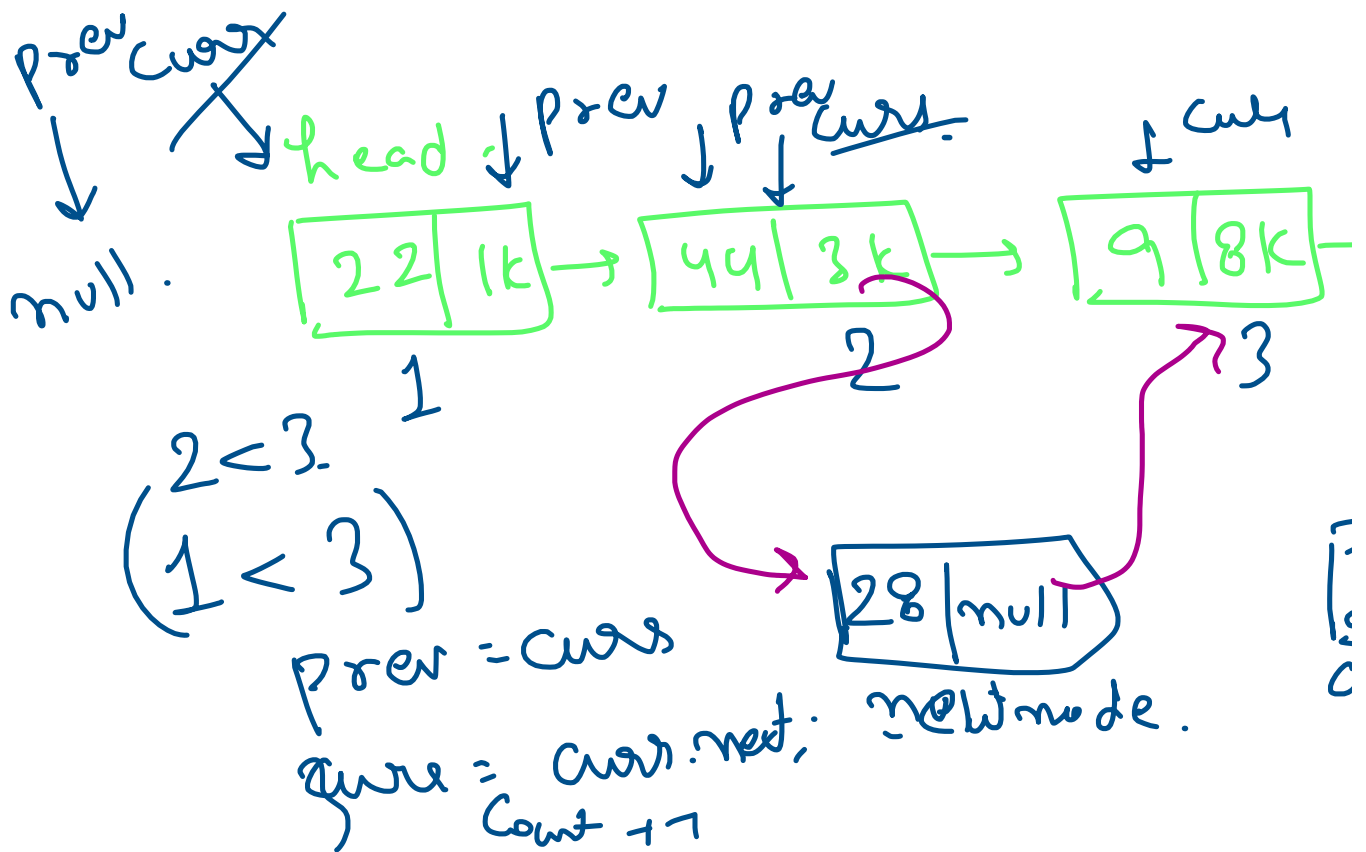 prev curr
head prev prev curr. curr
null.
22 1k 44 3k 9 8k
1 2 3
2<3
(1<3)
28 null
prev = curr
newnode.
curr = curr.next;
Count ++